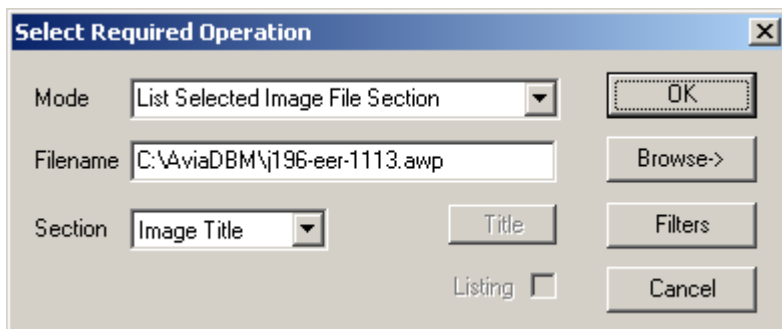 Select Required Operation
Mode List Selected Image File Section OK
Filename C:\AviaDBM\j196-eer-1113.awp Browse->
Section Image Title Title Filters
Listing Cancel